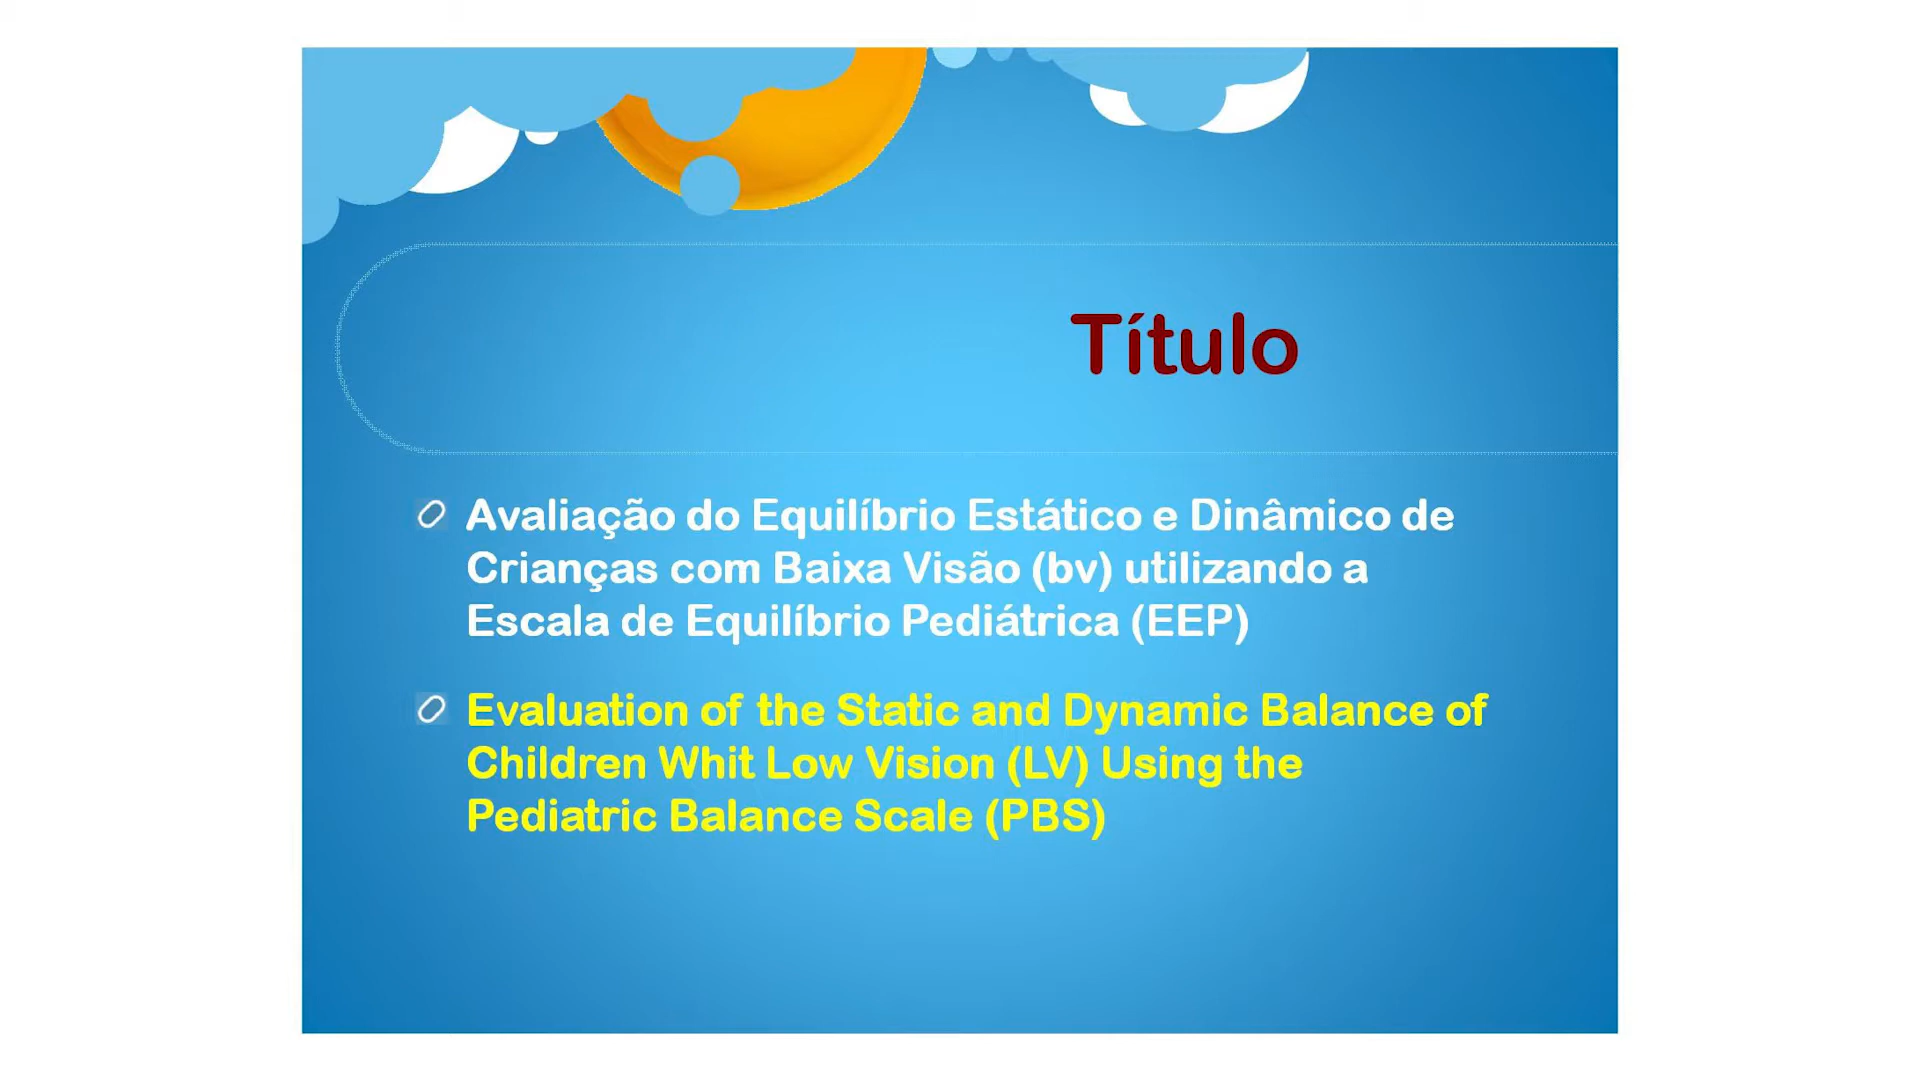 Título
Avaliação do Equilíbrio Estático e Dinâmico de
Crianças com Baixa Visão (bv) utilizando a
Escala de Equilíbrio Pediátrica (EEP)
Evaluation of the Static and Dynamic Balance of
Children Whit Low Vision (LV) Using the
Pediatric Balance Scale (PBS)